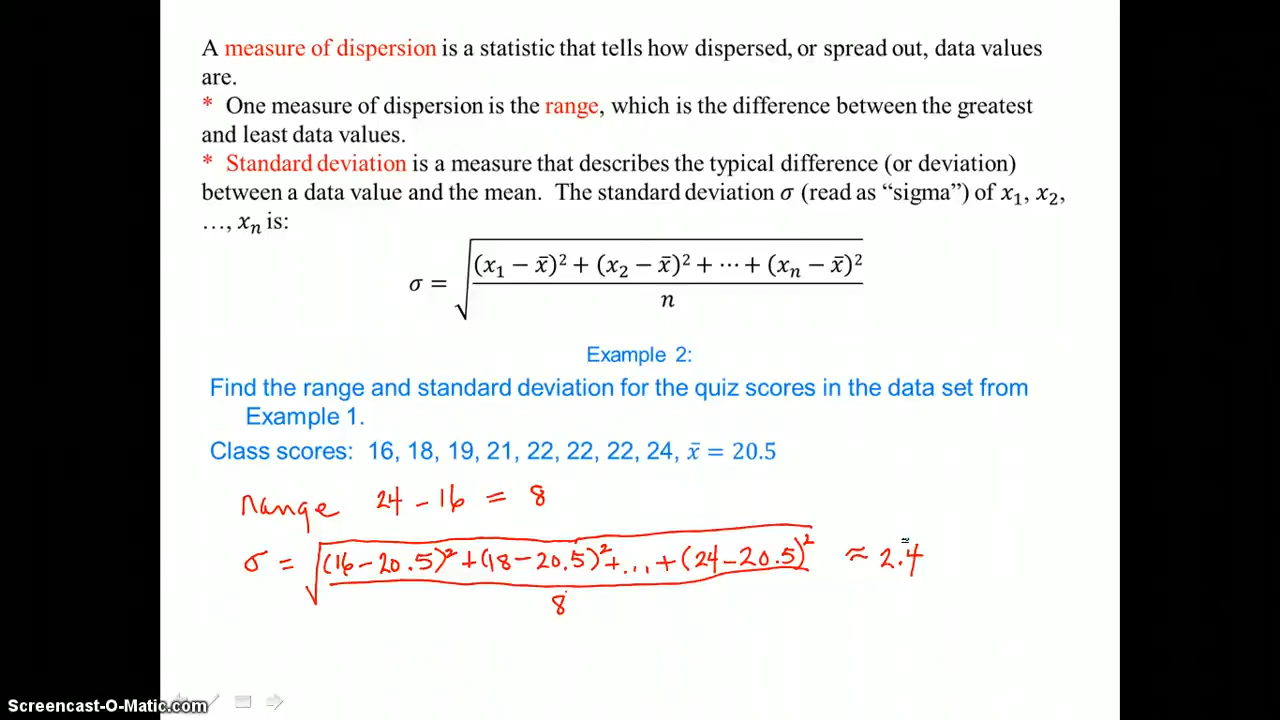 A measure of dispersion is a statistic that tells how dispersed, or spread out, data values
are.
* One measure of dispersion is the range, which is the difference between the greatest
and least data values.
* Standard deviation is a measure that describes the typical difference (or deviation)
between a data value and the mean. The standard deviation σ (read as “sigma”) of x₁, x₂,
…, xₙ is:
σ = √((x₁ − x̄)² + (x₂ − x̄)² + ⋯ + (xₙ − x̄)² / n)
Example 2:
Find the range and standard deviation for the quiz scores in the data set from
Example 1.
Class scores: 16, 18, 19, 21, 22, 22, 22, 24, x̄ = 20.5
range 24 - 16 = 8
σ = √((16-20.5)²+(18-20.5)²+...+(24-20.5)² / 8) ≈ 2.4
Screencast-O-Matic.com